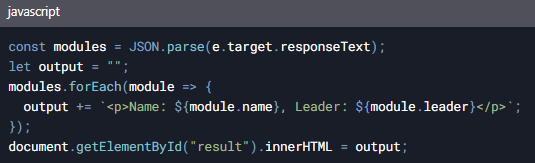 javascript
const modules = JSON.parse(e.target.responseText);
let output = "";
modules.forEach(module => {
  output += `<p>Name: ${module.name}, Leader: ${module.leader}</p>`;
});
document.getElementById("result").innerHTML = output;